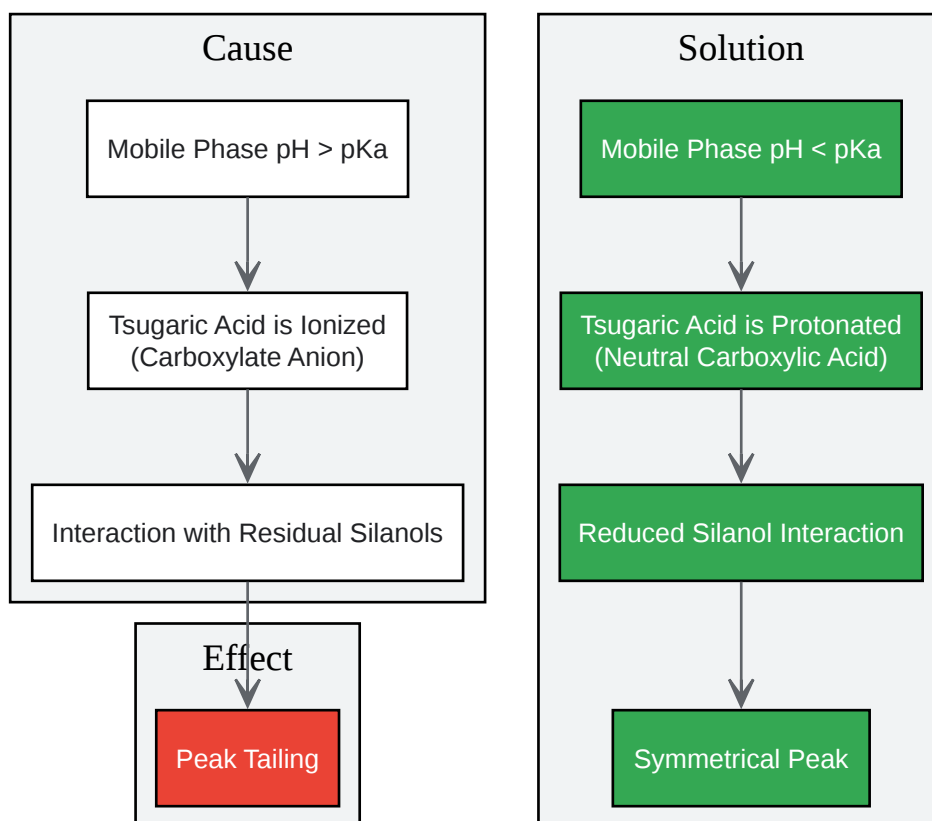 Cause
Mobile Phase pH > pKa
Tsugaric Acid is Ionized
(Carboxylate Anion)
Interaction with Residual Silanols
Effect
Peak Tailing
Solution
Mobile Phase pH < pKa
Tsugaric Acid is Protonated
(Neutral Carboxylic Acid)
Reduced Silanol Interaction
Symmetrical Peak